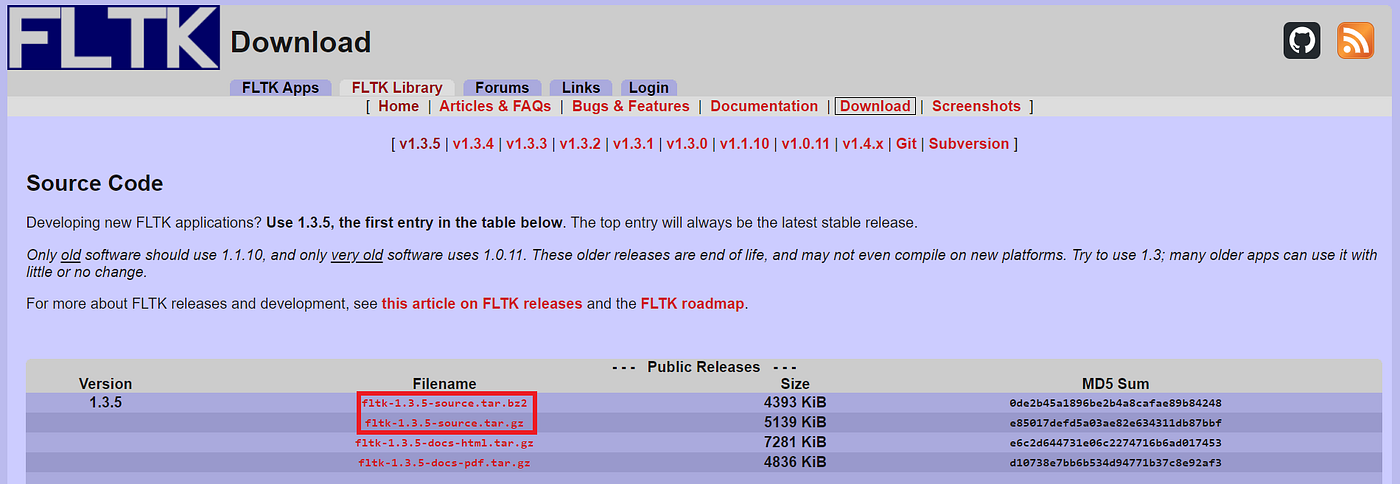 FLTK Download
FLTK Apps FLTK Library Forums Links Login
[ Home | Articles & FAQs | Bugs & Features | Documentation | Download | Screenshots ]
[ v1.3.5 | v1.3.4 | v1.3.3 | v1.3.2 | v1.3.1 | v1.3.0 | v1.1.10 | v1.0.11 | v1.4.x | Git | Subversion ]
Source Code
Developing new FLTK applications? Use 1.3.5, the first entry in the table below. The top entry will always be the latest stable release.
Only old software should use 1.1.10, and only very old software uses 1.0.11. These older releases are end of life, and may not even compile on new platforms. Try to use 1.3; many older apps can use it with
little or no change.
For more about FLTK releases and development, see this article on FLTK releases and the FLTK roadmap.
- - - Public Releases - - -
Version Filename Size MD5 Sum
1.3.5 fltk-1.3.5-source.tar.bz2 4393 KiB 0de2b45a1896be2b4a8cafae89b84248
fltk-1.3.5-source.tar.gz 5139 KiB e85017defd5a03ae82e634311db87bbf
fltk-1.3.5-docs-html.tar.gz 7281 KiB e6c2d644731e06c2274716b6ad017453
fltk-1.3.5-docs-pdf.tar.gz 4836 KiB d10738e7bb6b534d94771b37c8e92af3